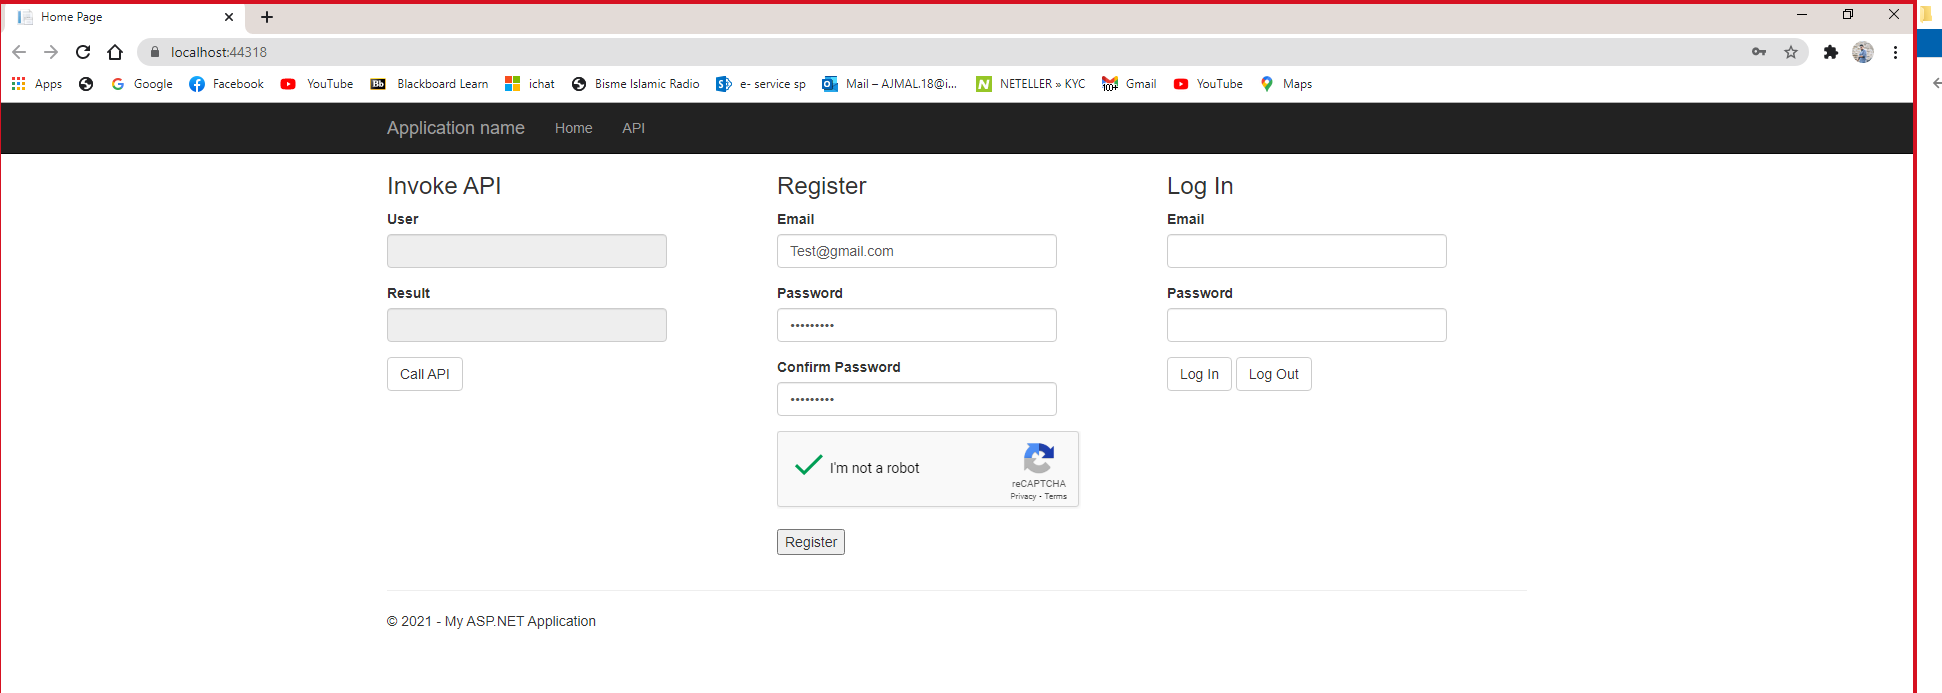 Home Page
localhost:44318
Apps Google Facebook YouTube Bb Blackboard Learn ichat Bisme Islamic Radio e- service sp Mail – AJMAL.18@i... N NETELLER » KYC 100+ Gmail YouTube Maps
Application name Home API
Invoke API
User
Result
Call API
Register
Email
Test@gmail.com
Password
•••••••••
Confirm Password
•••••••••
I'm not a robot
reCAPTCHA
Privacy - Terms
Register
Log In
Email
Password
Log In Log Out
© 2021 - My ASP.NET Application